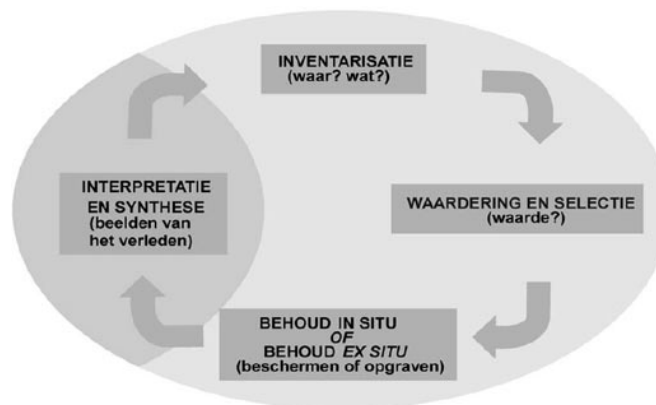 INVENTARISATIE
(waar? wat?)
WAARDERING EN SELECTIE
(waarde?)
BEHOUD IN SITU
OF
BEHOUD EX SITU
(beschermen of opgraven)
INTERPRETATIE
EN SYNTHESE
(beelden van
het verleden)